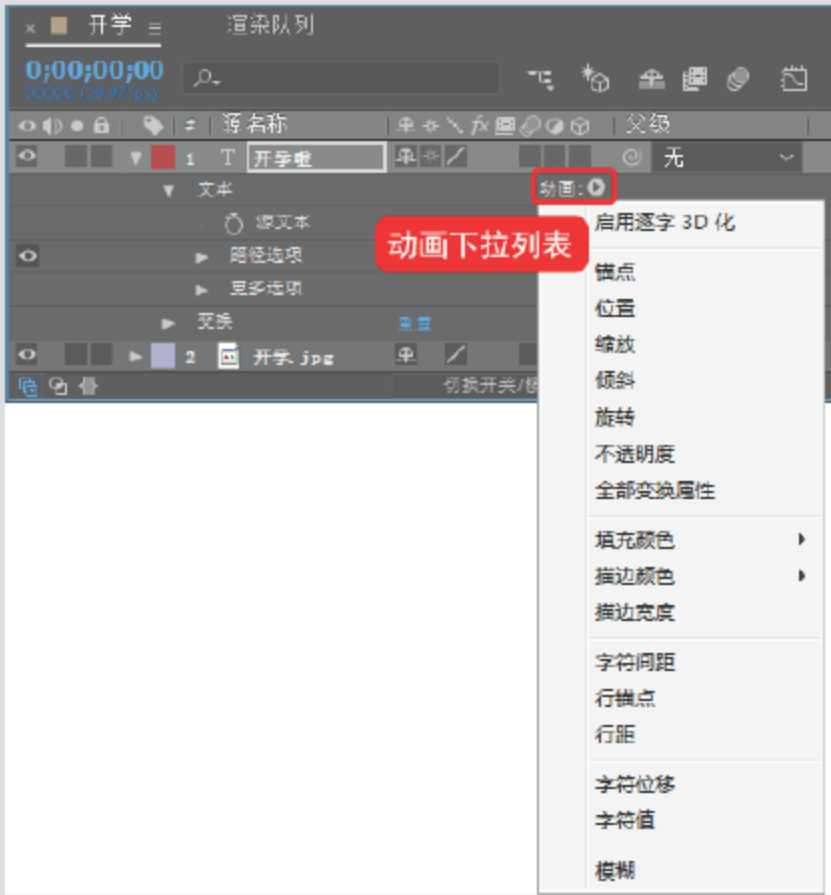 × 开学 ≡ 渲染队列
0;00;00;00
00000 (29.97 fps)
# 源名称 fx 父级
1 T 开学啦 无
文本 动画:
源文本
动画下拉列表
路径选项
更多选项
变换 重置
2 开学.jpg
切换开关/
启用逐字 3D 化
锚点
位置
缩放
倾斜
旋转
不透明度
全部变换属性
填充颜色
描边颜色
描边宽度
字符间距
行锚点
行距
字符位移
字符值
模糊